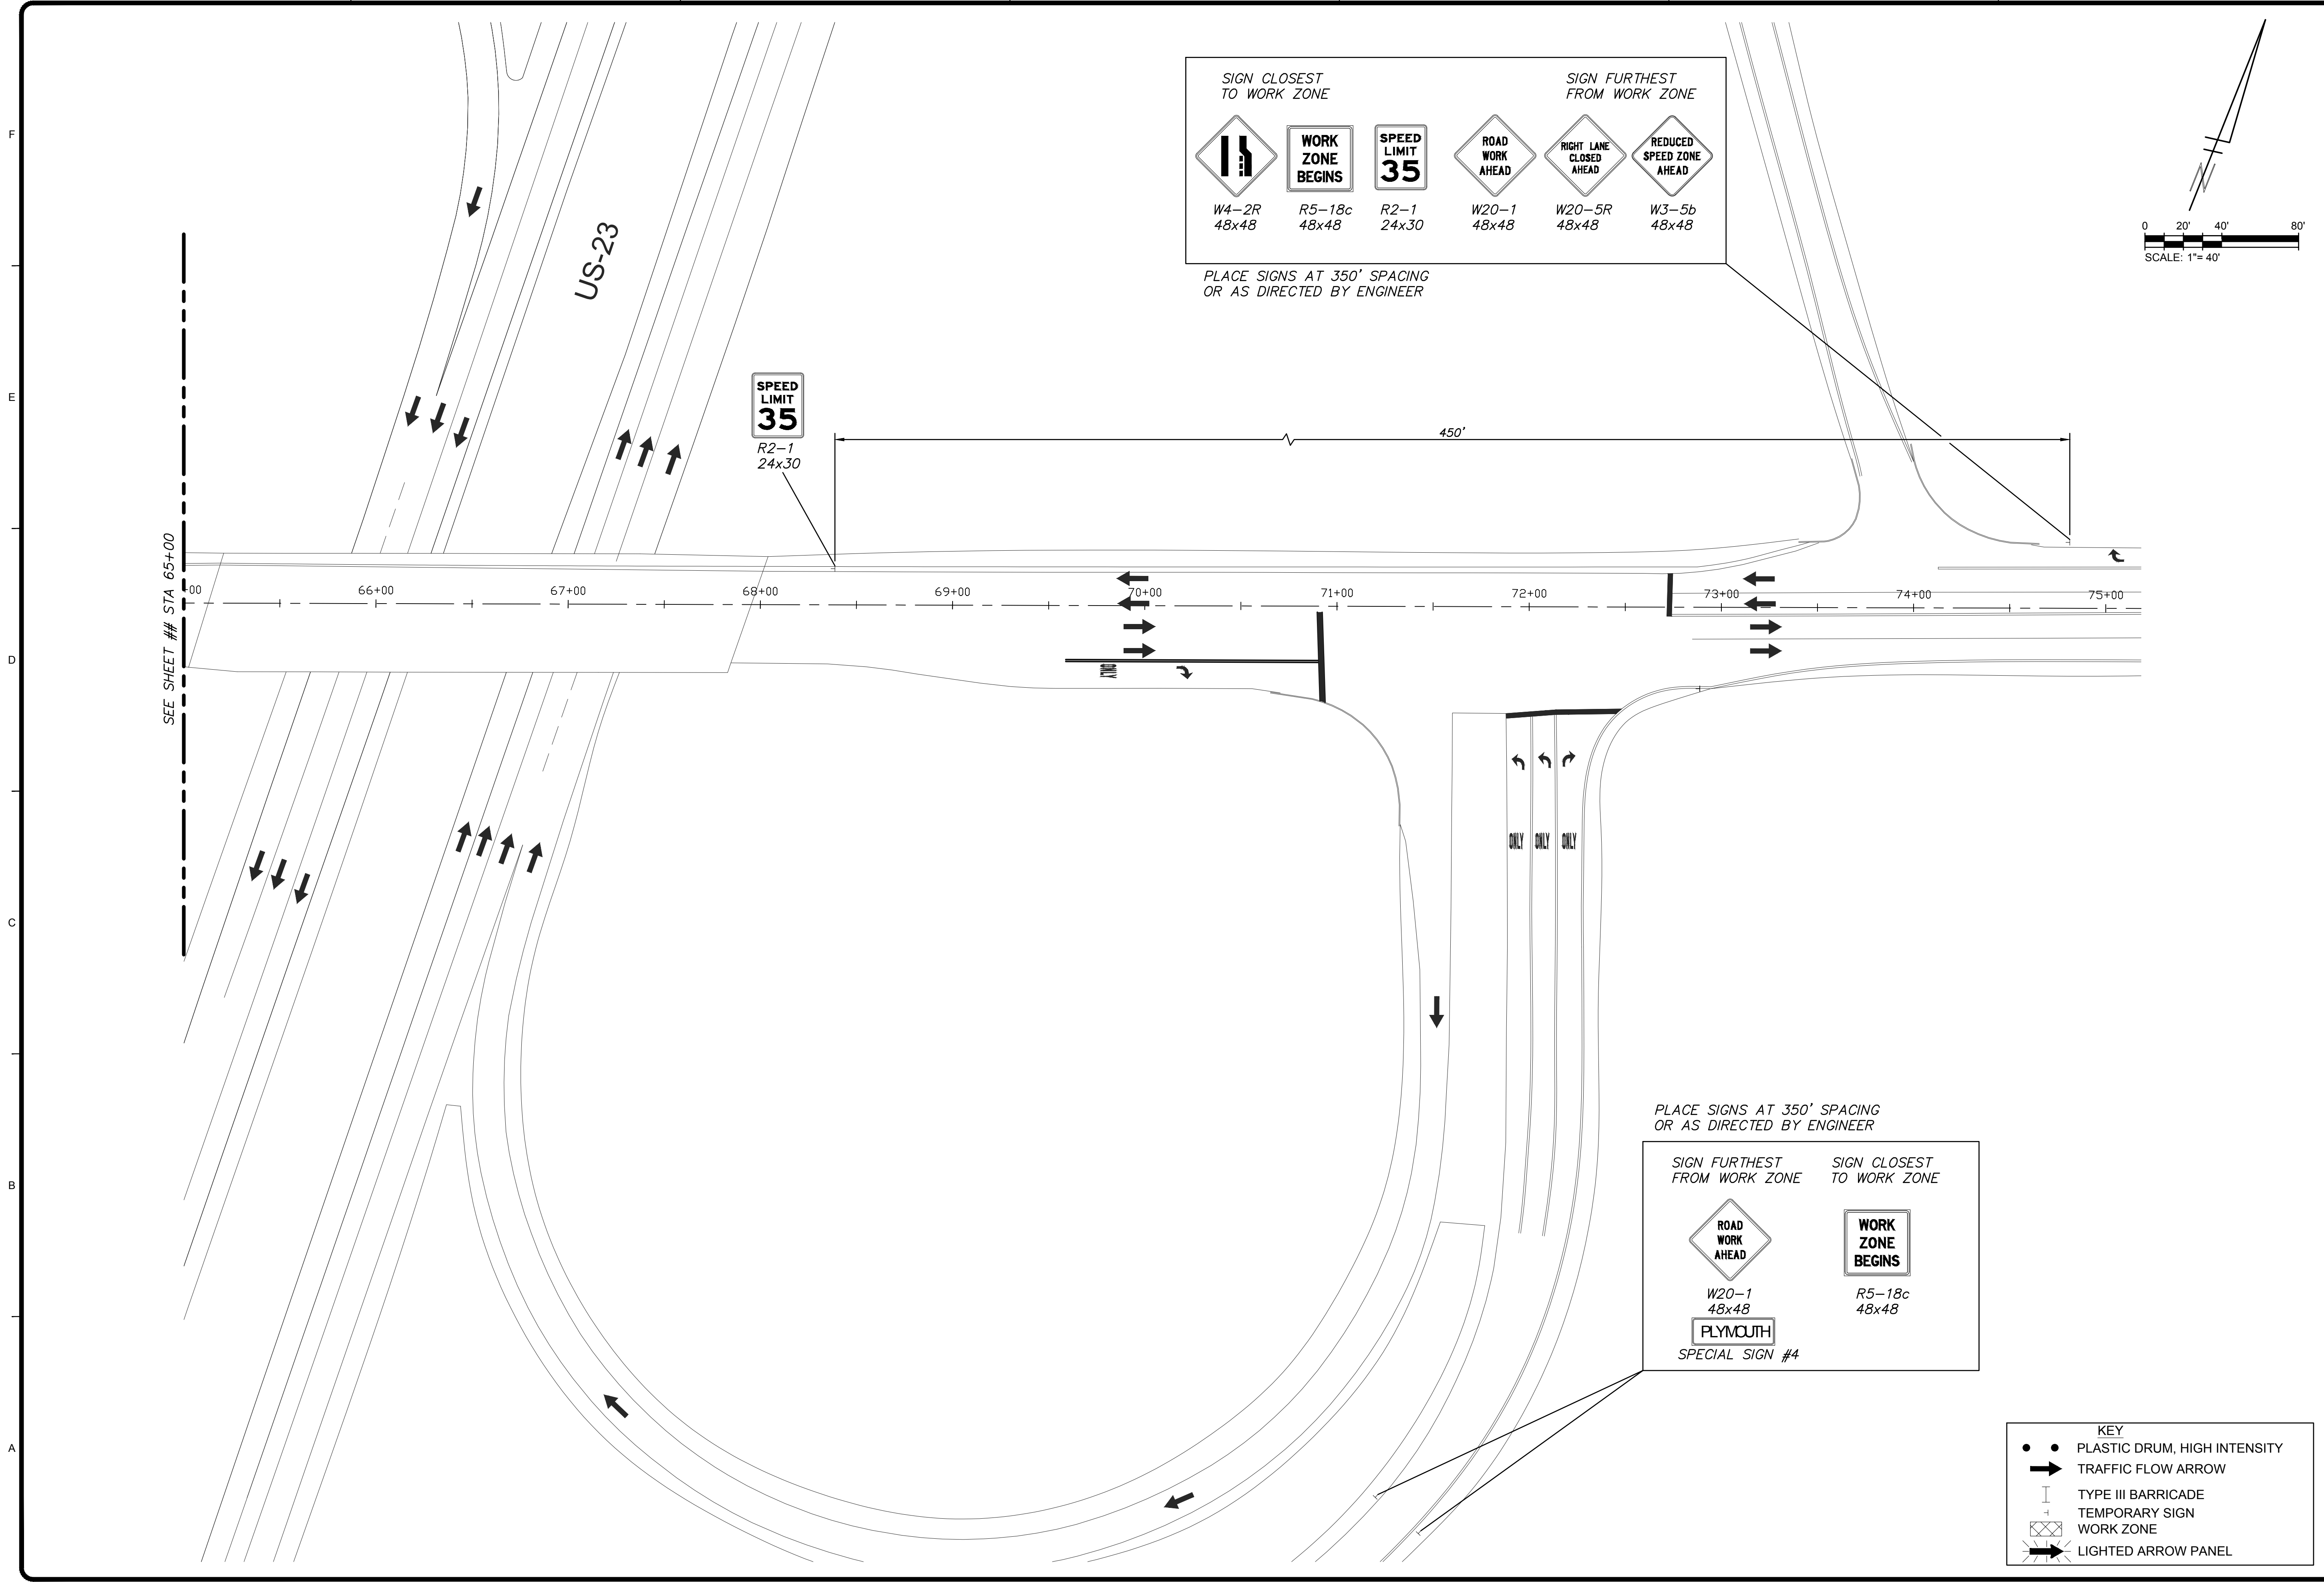 F
E
D
C
B
A
SIGN CLOSEST
TO WORK ZONE
SIGN FURTHEST
FROM WORK ZONE
WORK
ZONE
BEGINS
SPEED
LIMIT
35
ROAD
WORK
AHEAD
RIGHT LANE
CLOSED
AHEAD
REDUCED
SPEED ZONE
AHEAD
W4-2R
48x48
R5-18c
48x48
R2-1
24x30
W20-1
48x48
W20-5R
48x48
W3-5b
48x48
PLACE SIGNS AT 350' SPACING
OR AS DIRECTED BY ENGINEER
N
0 20' 40' 80'
SCALE: 1"= 40'
US-23
SPEED
LIMIT
35
R2-1
24x30
450'
SEE SHEET ## STA 65+00
+00 66+00 67+00 68+00 69+00 70+00 71+00 72+00 73+00 74+00 75+00
ONLY
ONLY ONLY ONLY
PLACE SIGNS AT 350' SPACING
OR AS DIRECTED BY ENGINEER
SIGN FURTHEST
FROM WORK ZONE
SIGN CLOSEST
TO WORK ZONE
ROAD
WORK
AHEAD
WORK
ZONE
BEGINS
W20-1
48x48
R5-18c
48x48
PLYMOUTH
SPECIAL SIGN #4
KEY
PLASTIC DRUM, HIGH INTENSITY
TRAFFIC FLOW ARROW
TYPE III BARRICADE
TEMPORARY SIGN
WORK ZONE
LIGHTED ARROW PANEL